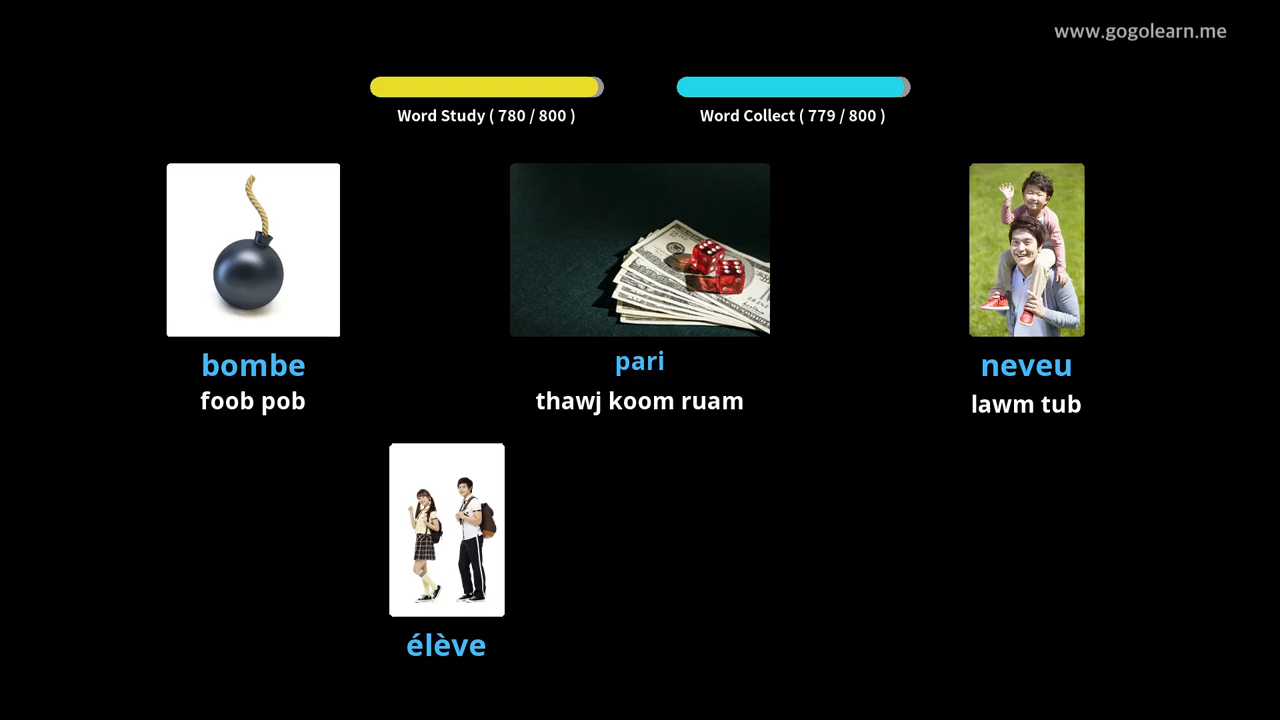 www.gogolearn.me
Word Study ( 780 / 800 )
Word Collect ( 779 / 800 )
bombe
foob pob
pari
thawj koom ruam
neveu
lawm tub
élève